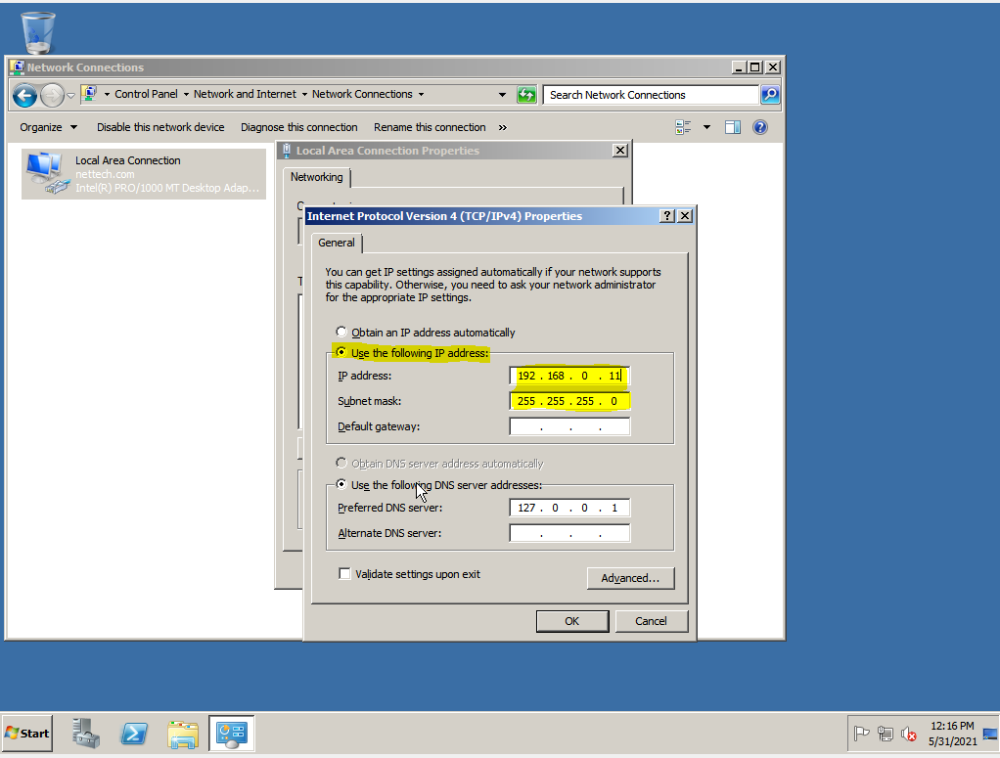 Network Connections
Control Panel Network and Internet Network Connections
Search Network Connections
Organize Disable this network device Diagnose this connection Rename this connection »
Local Area Connection
nettech.com
Intel(R) PRO/1000 MT Desktop Adap...
Local Area Connection Properties
Networking
Internet Protocol Version 4 (TCP/IPv4) Properties
General
You can get IP settings assigned automatically if your network supports
this capability. Otherwise, you need to ask your network administrator
for the appropriate IP settings.
Obtain an IP address automatically
Use the following IP address:
IP address: 192 . 168 . 0 . 11
Subnet mask: 255 . 255 . 255 . 0
Default gateway: . . .
Obtain DNS server address automatically
Use the following DNS server addresses:
Preferred DNS server: 127 . 0 . 0 . 1
Alternate DNS server: . . .
Validate settings upon exit
Advanced...
OK Cancel
Start
12:16 PM
5/31/2021